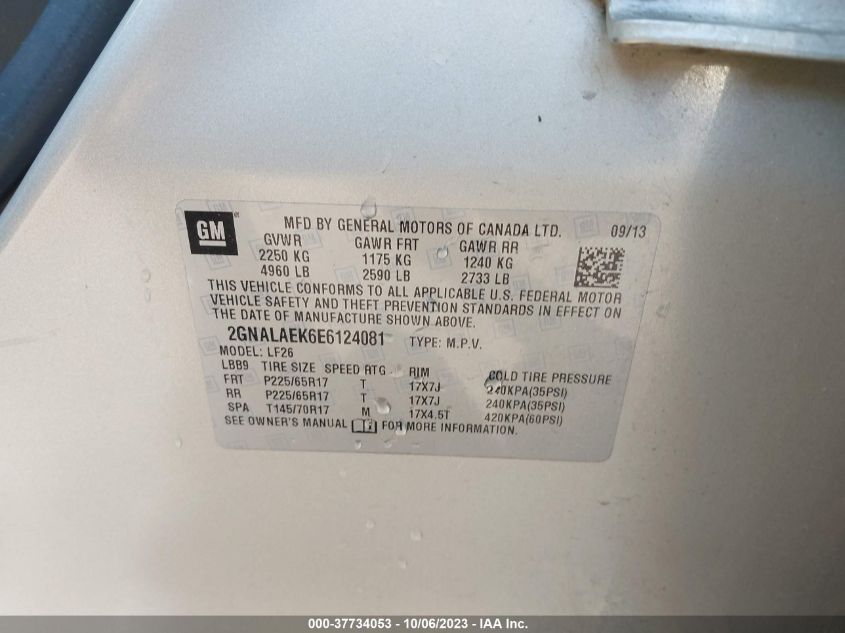 GM
MFD BY GENERAL MOTORS OF CANADA LTD. 09/13
GVWR GAWR FRT GAWR RR
2250 KG 1175 KG 1240 KG
4960 LB 2590 LB 2733 LB
THIS VEHICLE CONFORMS TO ALL APPLICABLE U.S. FEDERAL MOTOR
VEHICLE SAFETY AND THEFT PREVENTION STANDARDS IN EFFECT ON
THE DATE OF MANUFACTURE SHOWN ABOVE.
2GNALAEK6E6124081 TYPE: M.P.V.
MODEL: LF26
LBB9 TIRE SIZE SPEED RTG RIM COLD TIRE PRESSURE
FRT P225/65R17 T 17X7J 240KPA(35PSI)
RR P225/65R17 T 17X7J 240KPA(35PSI)
SPA T145/70R17 M 17X4.5T 420KPA(60PSI)
SEE OWNER'S MANUAL FOR MORE INFORMATION.
000-37734053 - 10/06/2023 - IAA Inc.